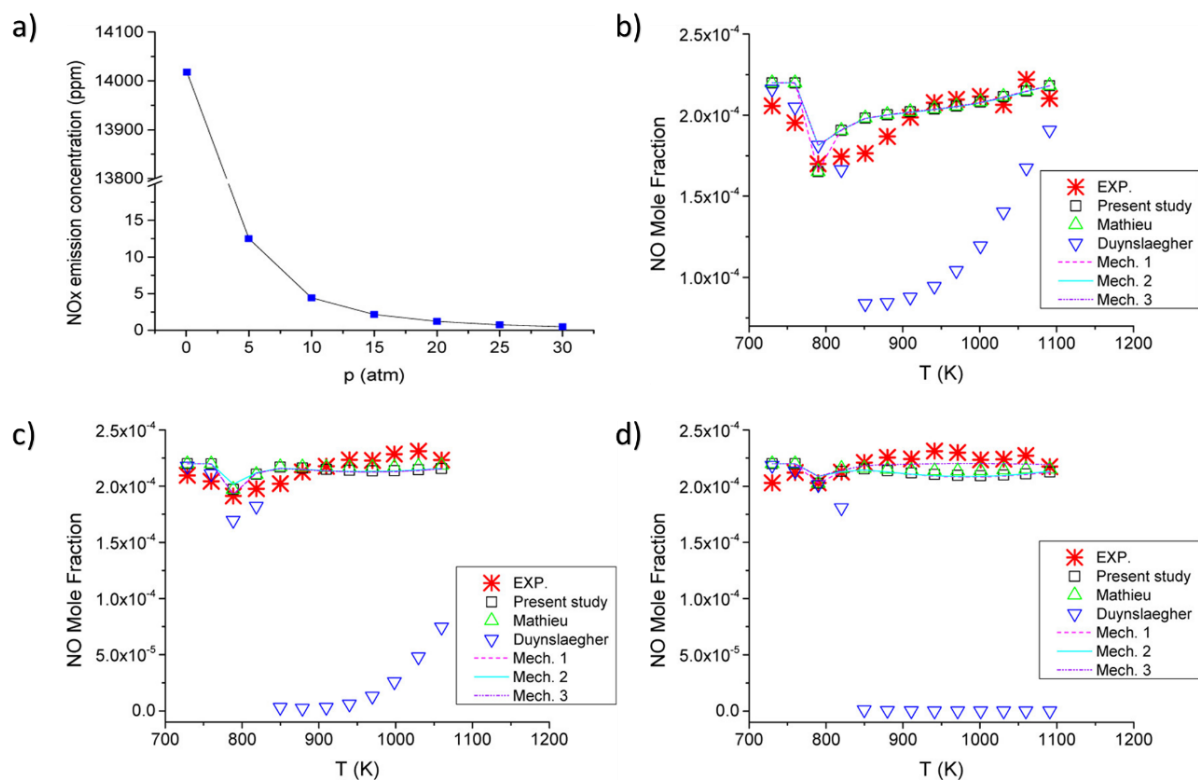 a)
NOx emission concentration (ppm)
14100
14000
13900
13800
15
10
5
0
0 5 10 15 20 25 30
p (atm)
b)
NO Mole Fraction
2.5x10⁻⁴
2.0x10⁻⁴
1.5x10⁻⁴
1.0x10⁻⁴
EXP.
Present study
Mathieu
Duynslaegher
Mech. 1
Mech. 2
Mech. 3
700 800 900 1000 1100 1200
T (K)
c)
NO Mole Fraction
2.5x10⁻⁴
2.0x10⁻⁴
1.5x10⁻⁴
1.0x10⁻⁴
5.0x10⁻⁵
0.0
EXP.
Present study
Mathieu
Duynslaegher
Mech. 1
Mech. 2
Mech. 3
700 800 900 1000 1100 1200
T (K)
d)
NO Mole Fraction
2.5x10⁻⁴
2.0x10⁻⁴
1.5x10⁻⁴
1.0x10⁻⁴
5.0x10⁻⁵
0.0
EXP.
Present study
Mathieu
Duynslaegher
Mech. 1
Mech. 2
Mech. 3
700 800 900 1000 1100 1200
T (K)